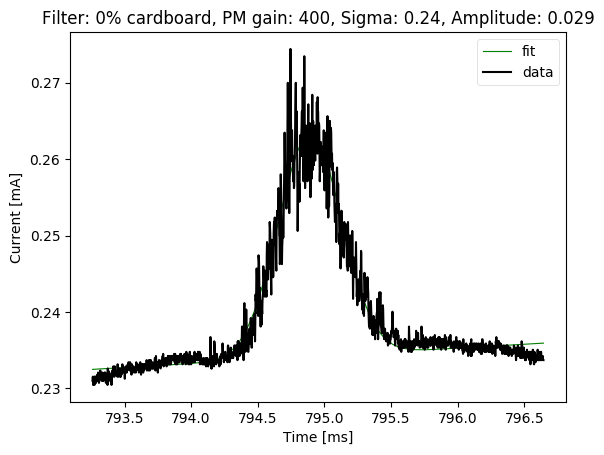 Filter: 0% cardboard, PM gain: 400, Sigma: 0.24, Amplitude: 0.029
fit
data
0.27
0.26
0.25
0.24
0.23
Current [mA]
793.5 794.0 794.5 795.0 795.5 796.0 796.5
Time [ms]